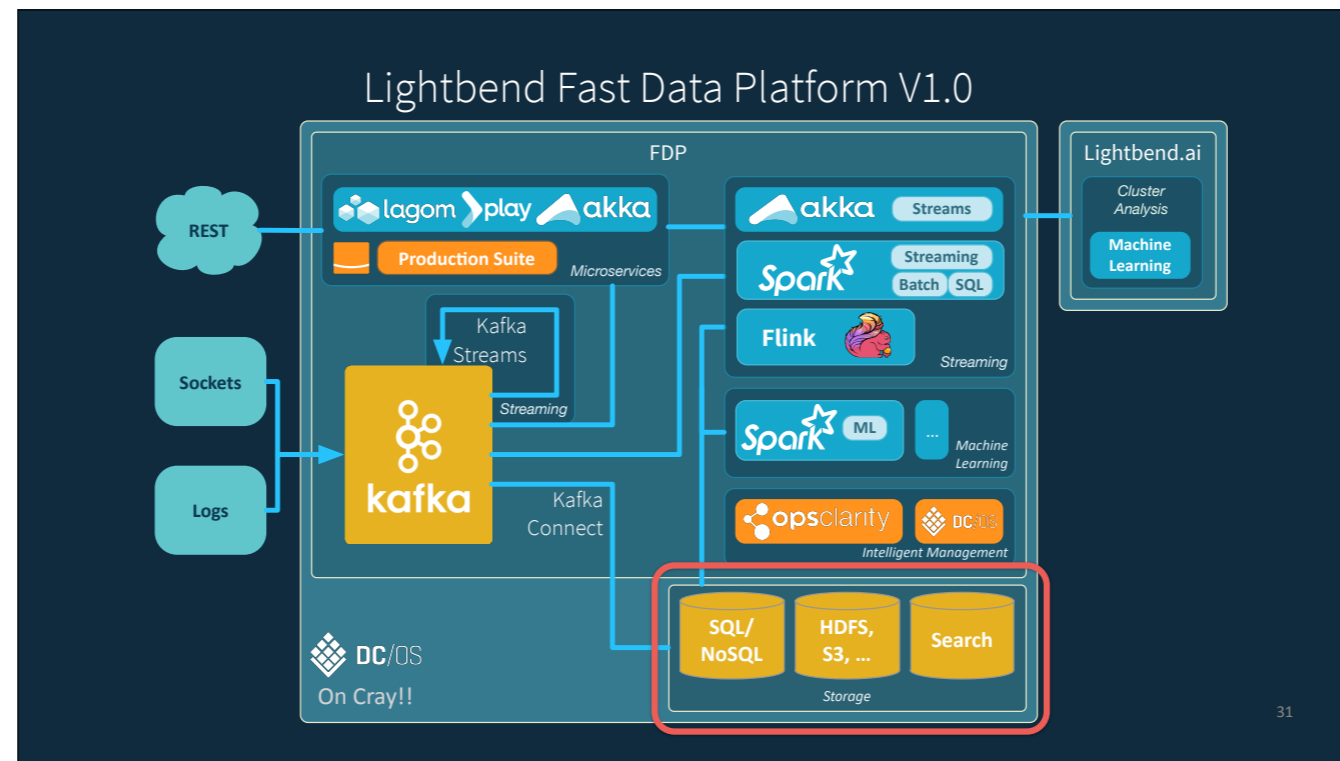 Lightbend Fast Data Platform V1.0
FDP
Lightbend.ai
Cluster
Analysis
Machine
Learning
REST
lagom play akka
Production Suite
Microservices
akka Streams
Spark Streaming
Batch SQL
Flink
Streaming
Kafka
Streams
Streaming
Sockets
Logs
kafka
Kafka
Connect
Spark ML
...
Machine
Learning
opsclarity
DC/OS
Intelligent Management
SQL/
NoSQL
HDFS,
S3, ...
Search
Storage
DC/OS
On Cray!!
31